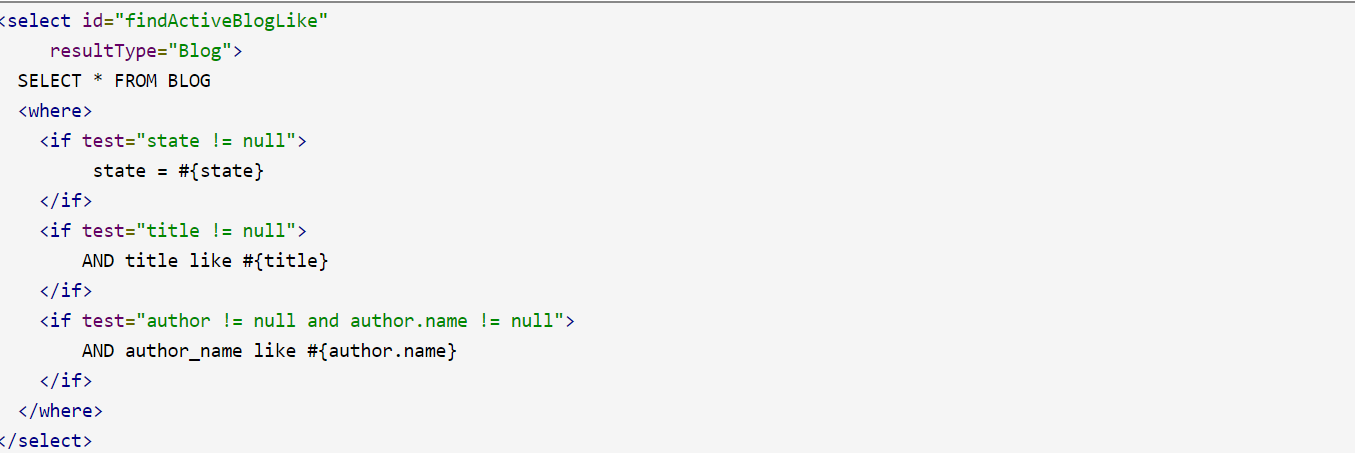 <select id="findActiveBlogLike"
     resultType="Blog">
  SELECT * FROM BLOG
  <where>
    <if test="state != null">
         state = #{state}
    </if>
    <if test="title != null">
        AND title like #{title}
    </if>
    <if test="author != null and author.name != null">
        AND author_name like #{author.name}
    </if>
  </where>
</select>